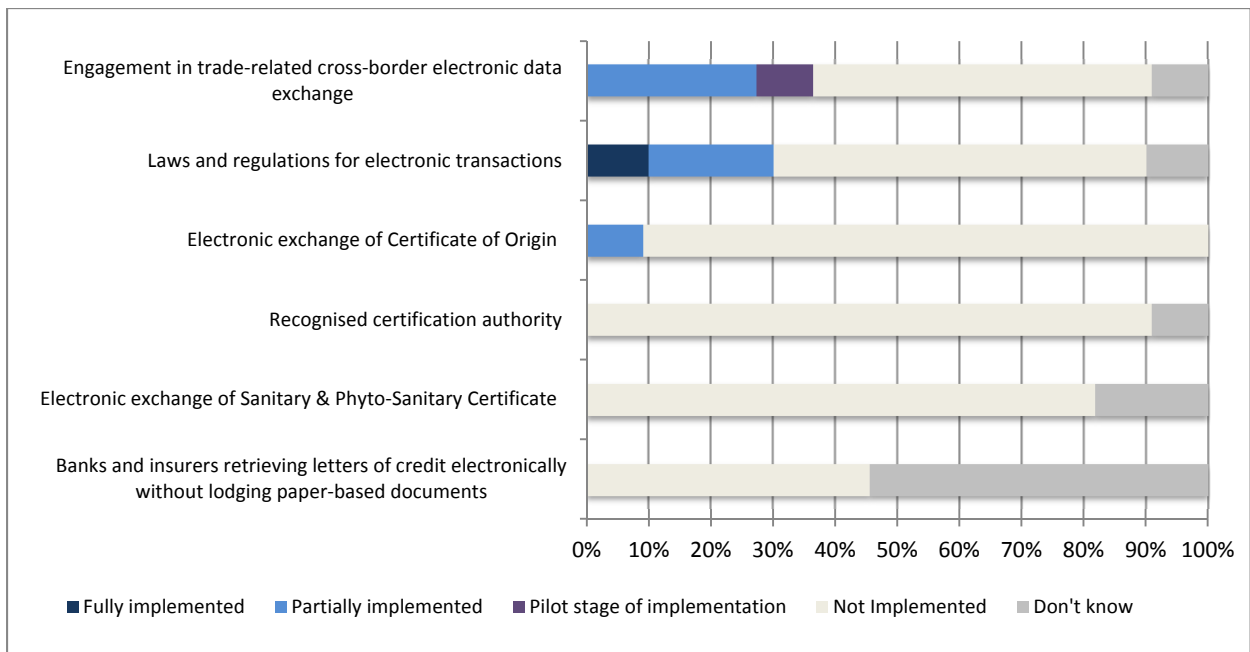 Engagement in trade-related cross-border electronic data
exchange
Laws and regulations for electronic transactions
Electronic exchange of Certificate of Origin
Recognised certification authority
Electronic exchange of Sanitary & Phyto-Sanitary Certificate
Banks and insurers retrieving letters of credit electronically
without lodging paper-based documents
0% 10% 20% 30% 40% 50% 60% 70% 80% 90% 100%
Fully implemented Partially implemented Pilot stage of implementation Not Implemented Don't know